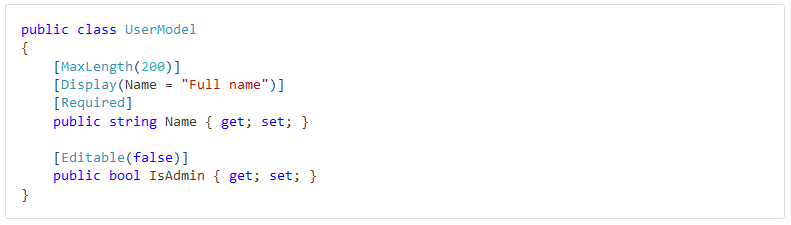 public class UserModel
{
    [MaxLength(200)]
    [Display(Name = "Full name")]
    [Required]
    public string Name { get; set; }

    [Editable(false)]
    public bool IsAdmin { get; set; }
}